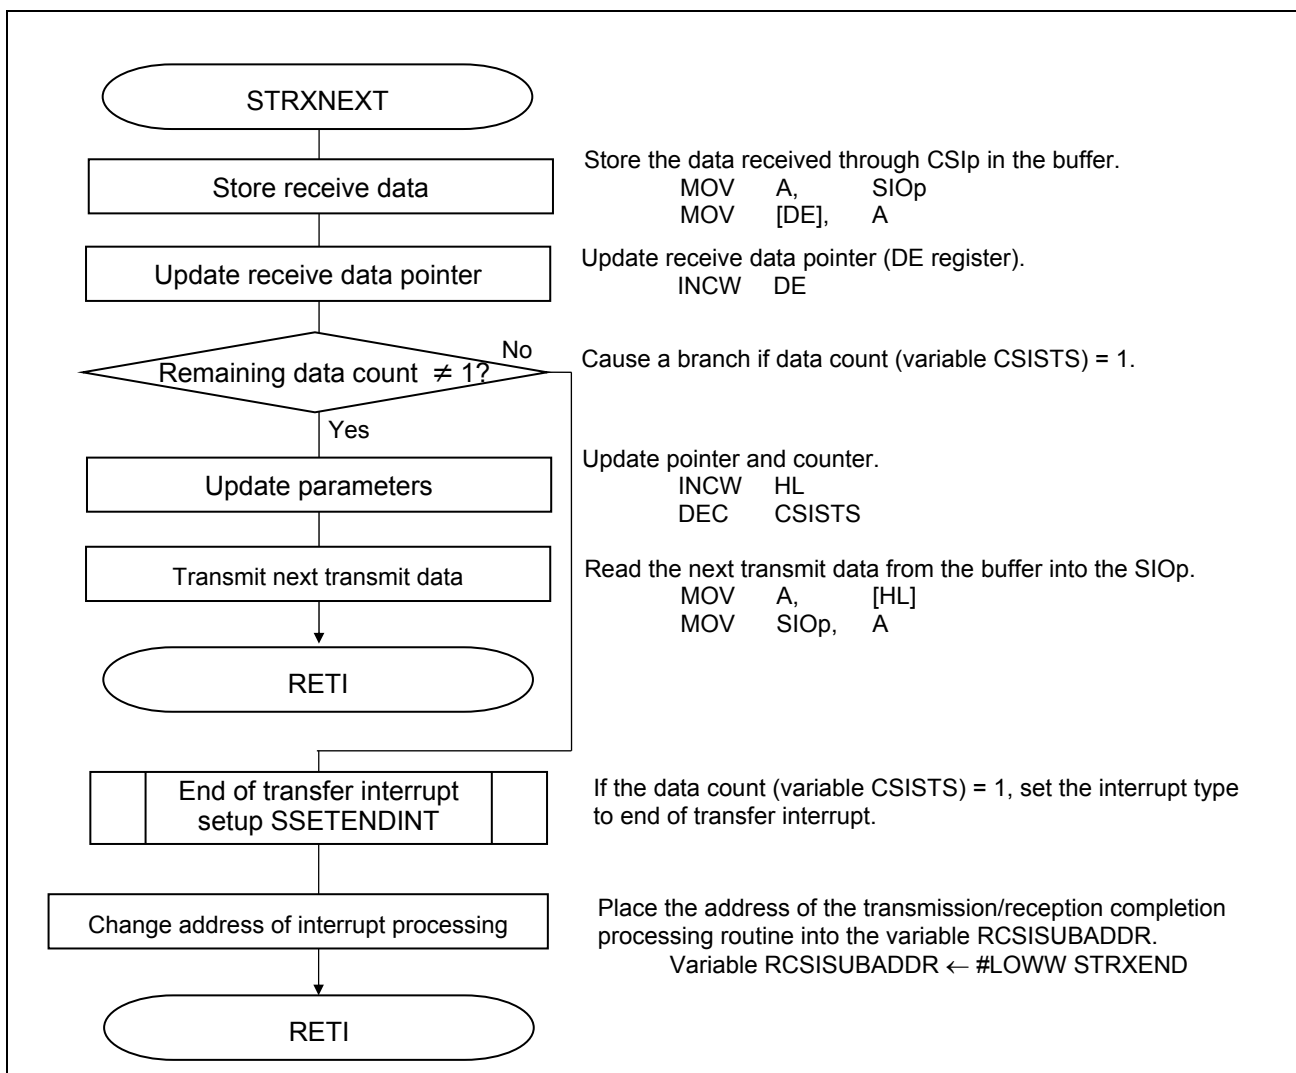 STRXNEXT
Store receive data
Store the data received through CSIp in the buffer.
MOV A, SIOp
MOV [DE], A
Update receive data pointer
Update receive data pointer (DE register).
INCW DE
Remaining data count ≠ 1?
No
Cause a branch if data count (variable CSISTS) = 1.
Yes
Update parameters
Update pointer and counter.
INCW HL
DEC CSISTS
Transmit next transmit data
Read the next transmit data from the buffer into the SIOp.
MOV A, [HL]
MOV SIOp, A
RETI
End of transfer interrupt
setup SSETENDINT
If the data count (variable CSISTS) = 1, set the interrupt type
to end of transfer interrupt.
Change address of interrupt processing
Place the address of the transmission/reception completion
processing routine into the variable RCSISUBADDR.
Variable RCSISUBADDR ← #LOWW STRXEND
RETI